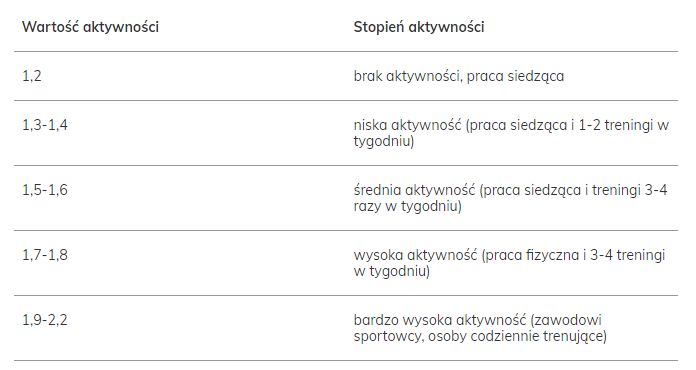 Wartość aktywności
Stopień aktywności
1,2
brak aktywności, praca siedząca
1,3-1,4
niska aktywność (praca siedząca i 1-2 treningi w
tygodniu)
1,5-1,6
średnia aktywność (praca siedząca i treningi 3-4
razy w tygodniu)
1,7-1,8
wysoka aktywność (praca fizyczna i 3-4 treningi
w tygodniu)
1,9-2,2
bardzo wysoka aktywność (zawodowi
sportowcy, osoby codziennie trenujące)